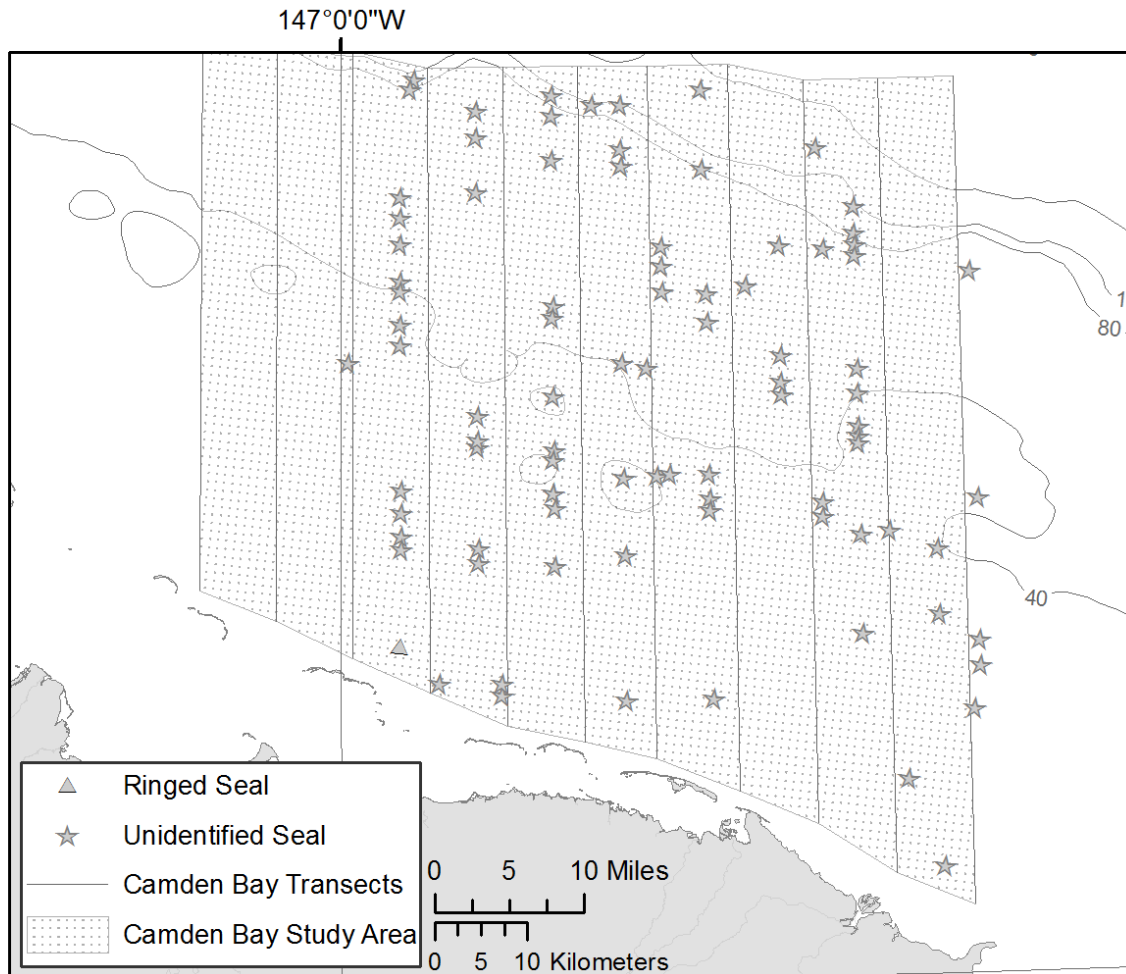 147°0'0"W
80
40
Ringed Seal
Unidentified Seal
Camden Bay Transects
Camden Bay Study Area
0 5 10 Miles
0 5 10 Kilometers